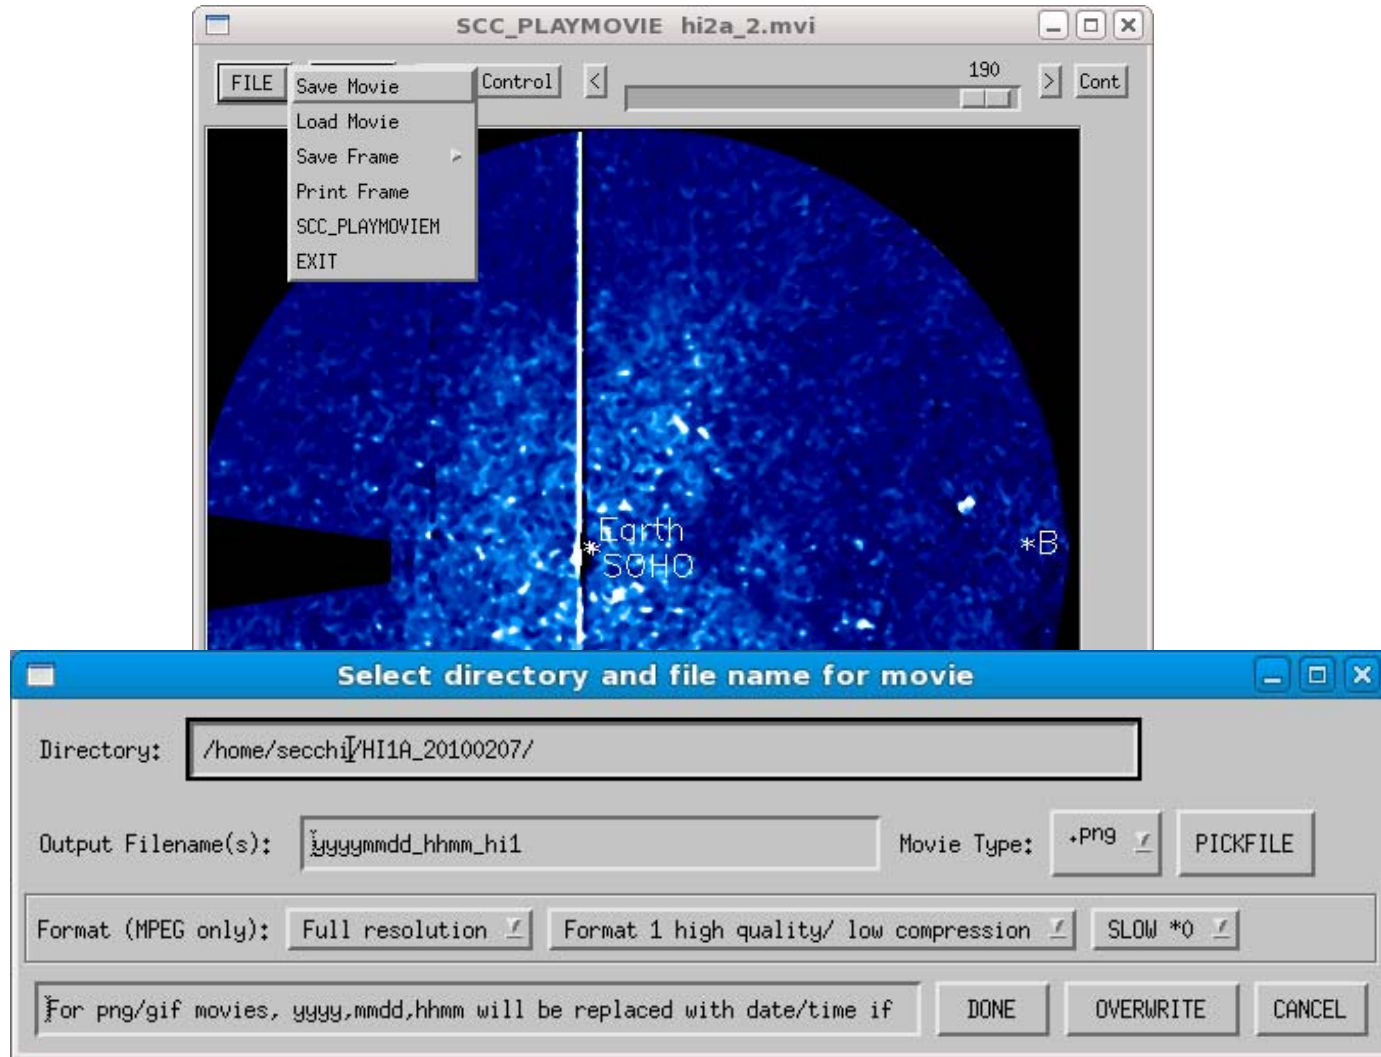 SCC_PLAYMOVIE hi2a_2.mvi
FILE Control < 190 > Cont
Save Movie
Load Movie
Save Frame
Print Frame
SCC_PLAYMOVIEM
EXIT
Earth
SOHO
*B
Select directory and file name for movie
Directory: /home/secchi/HI1A_20100207/
Output Filename(s): yyyymmdd_hhmm_hi1 Movie Type: .png PICKFILE
Format (MPEG only): Full resolution Format 1 high quality/ low compression SLOW *0
For png/gif movies, yyyy,mmdd,hhmm will be replaced with date/time if DONE OVERWRITE CANCEL